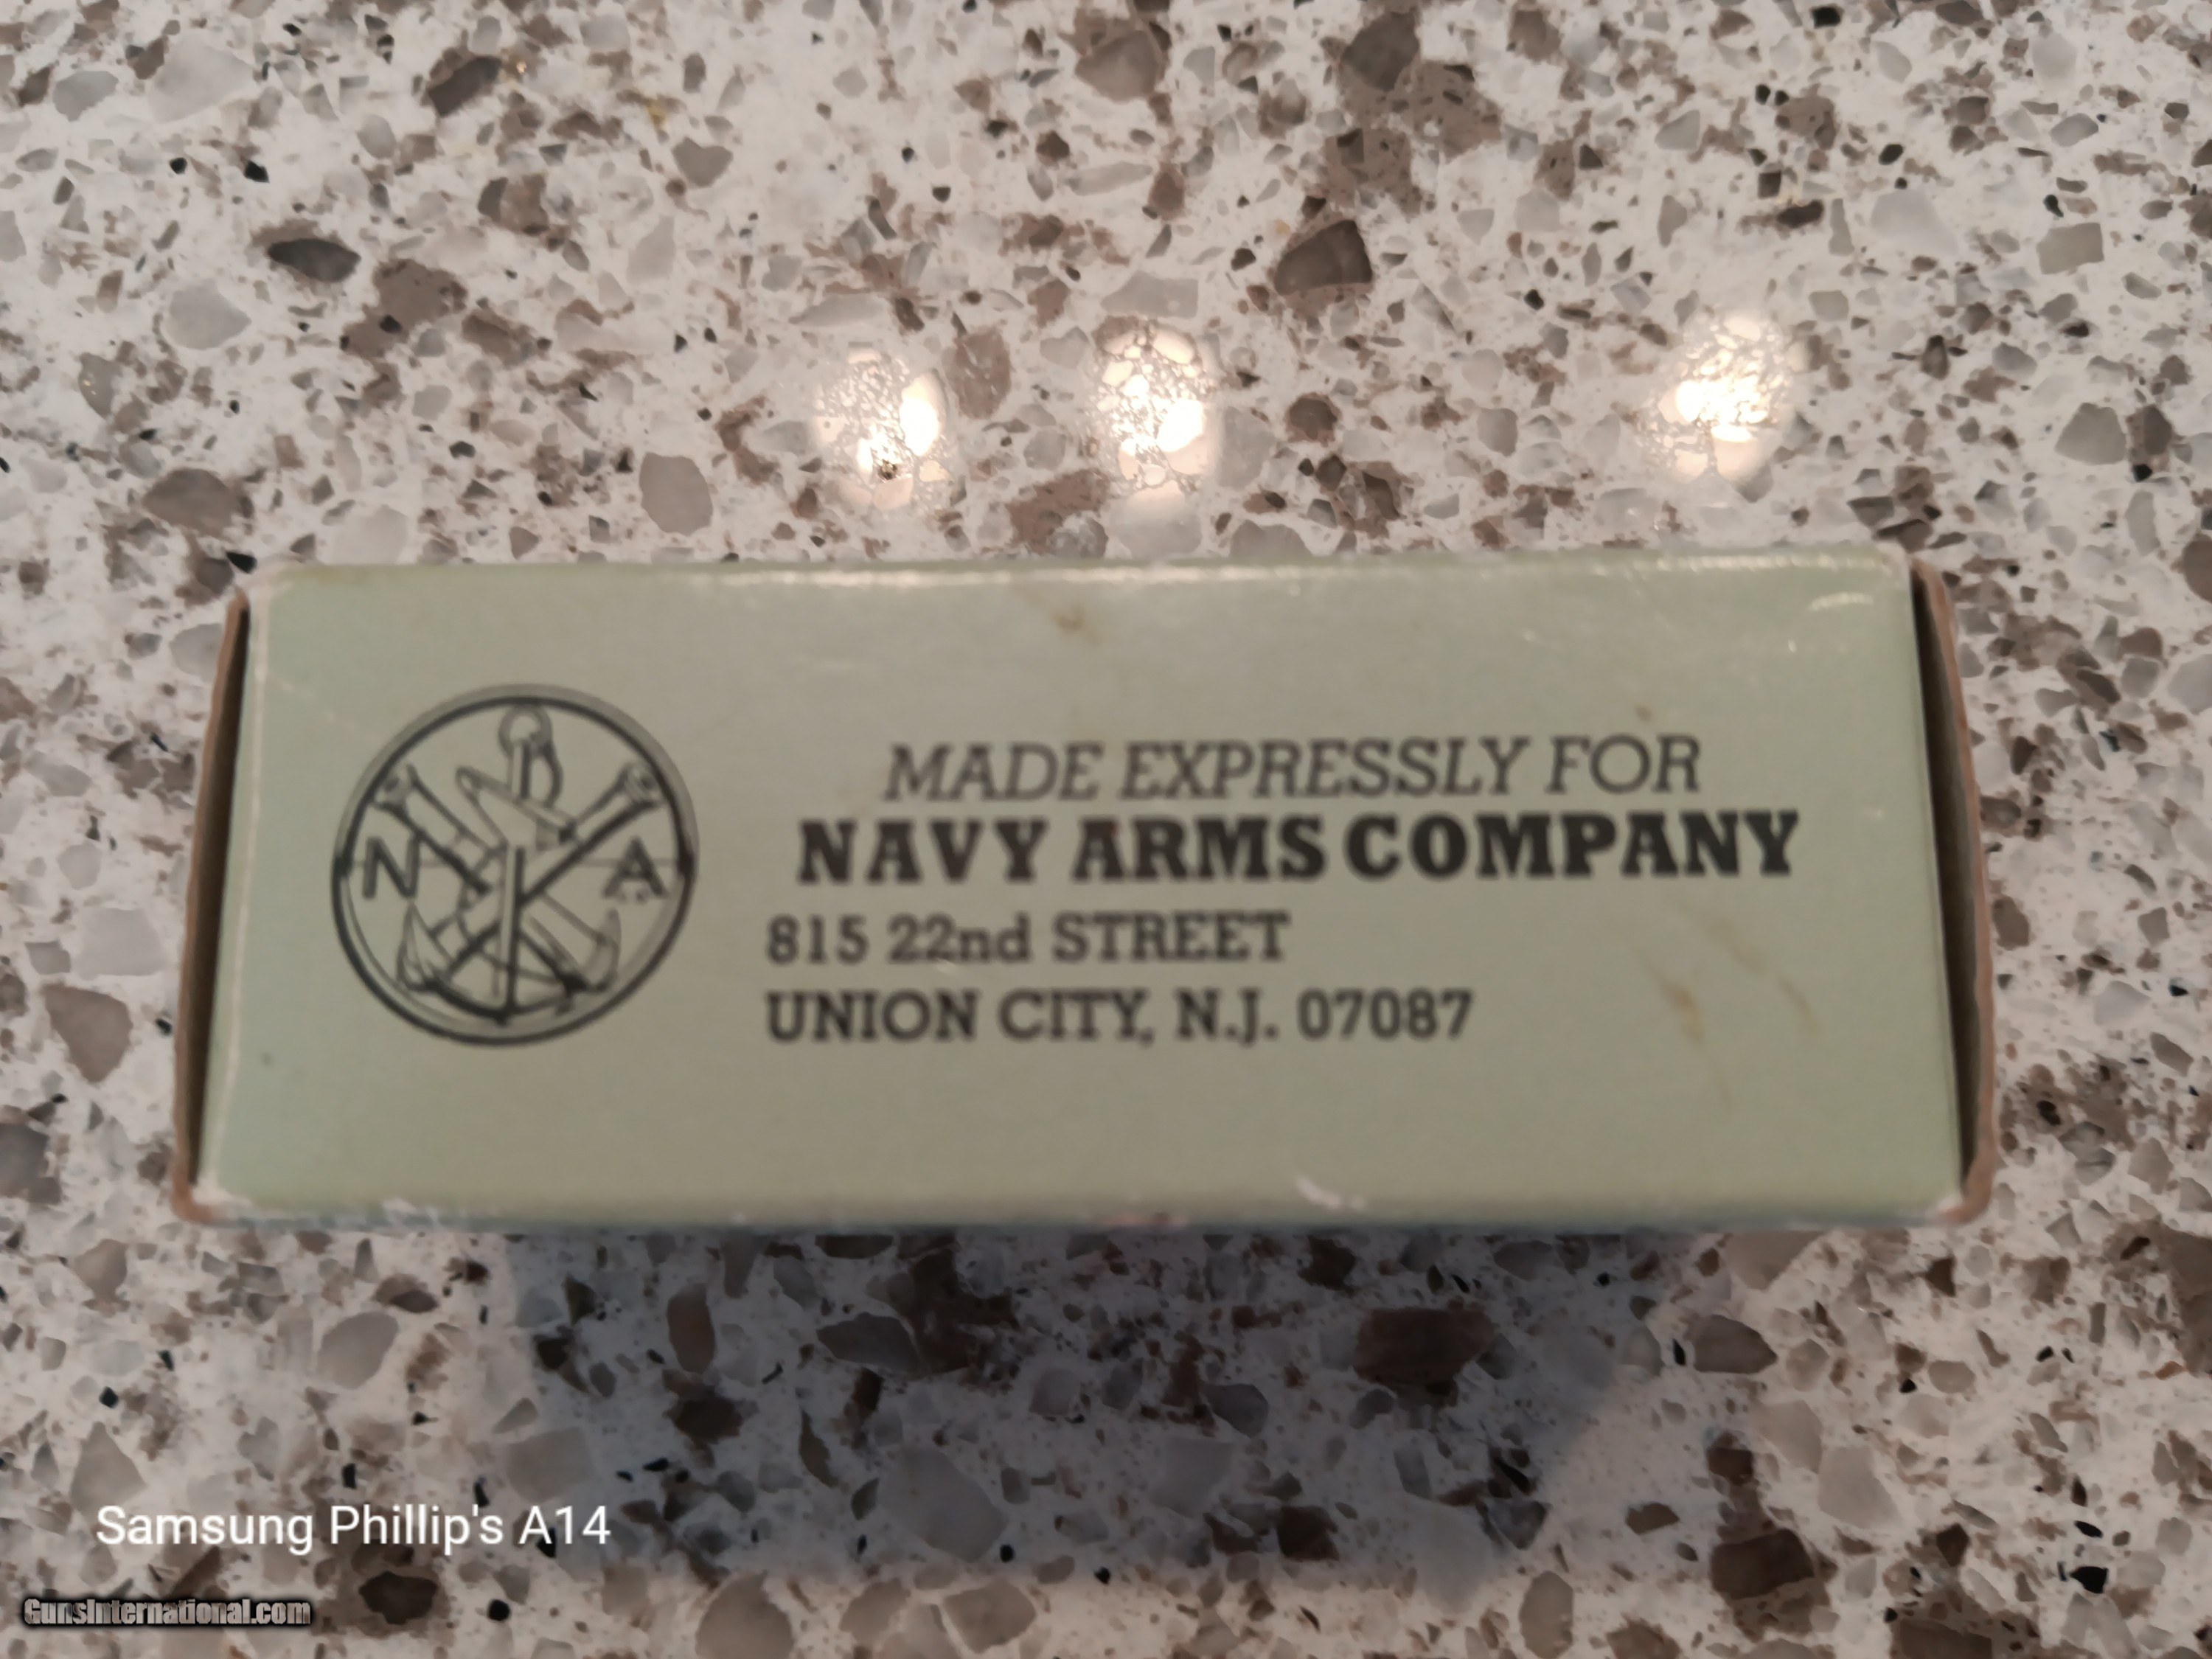 N A
MADE EXPRESSLY FOR
NAVY ARMS COMPANY
815 22nd STREET
UNION CITY, N.J. 07087
Samsung Phillip's A14
GunsInternational.com